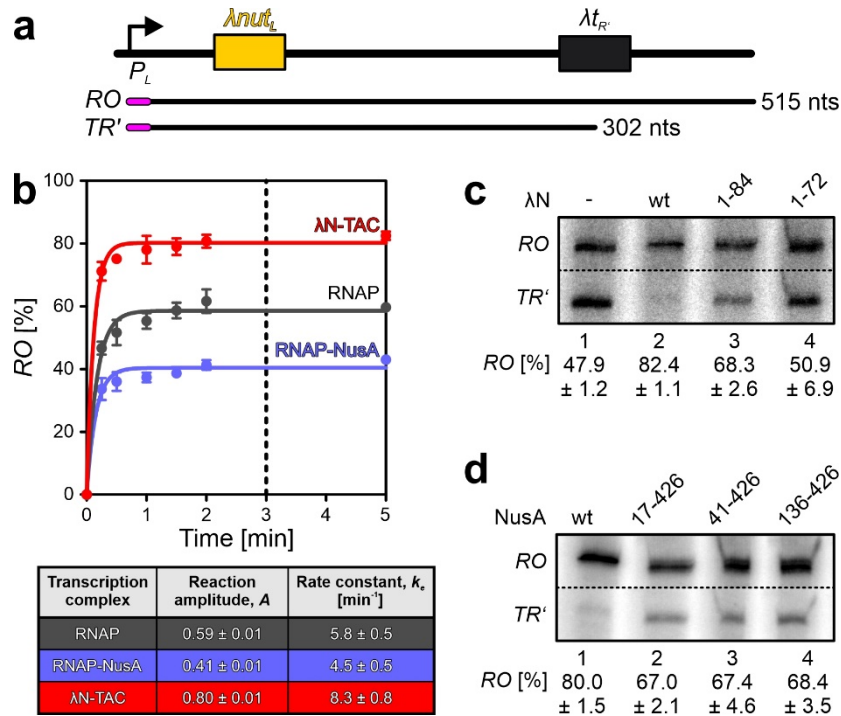 a
λnutL
λtR'
PL
RO
515 nts
TR'
302 nts
b
100
80
60
40
20
0
RO [%]
λN-TAC
RNAP
RNAP-NusA
0 1 2 3 4 5
Time [min]
Transcription complex Reaction amplitude, A Rate constant, ke [min-1]
RNAP 0.59 ± 0.01 5.8 ± 0.5
RNAP-NusA 0.41 ± 0.01 4.5 ± 0.5
λN-TAC 0.80 ± 0.01 8.3 ± 0.8
c
λN - wt 1-84 1-72
RO
TR'
1 2 3 4
RO [%] 47.9 82.4 68.3 50.9
± 1.2 ± 1.1 ± 2.6 ± 6.9
d
NusA wt 17-426 41-426 136-426
RO
TR'
1 2 3 4
RO [%] 80.0 67.0 67.4 68.4
± 1.5 ± 2.1 ± 4.6 ± 3.5